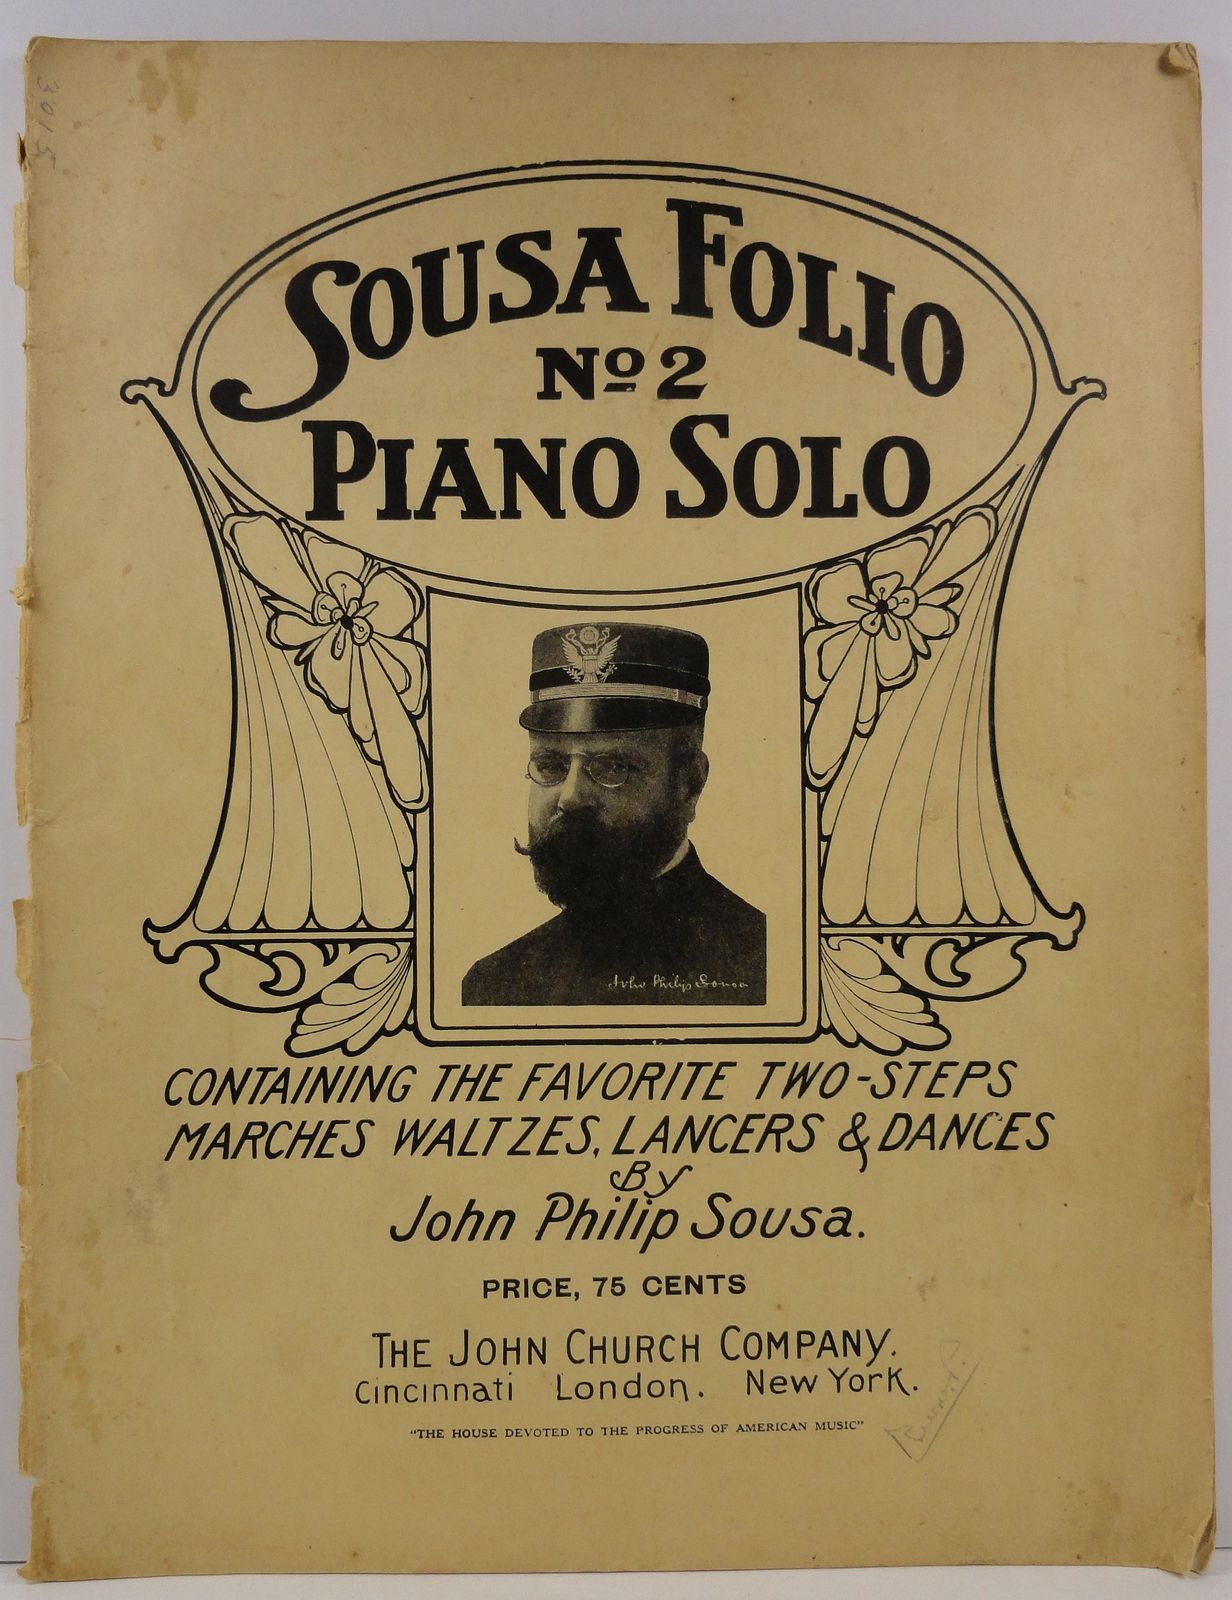 3015
SOUSA FOLIO
No 2
PIANO SOLO
John Philip Sousa
CONTAINING THE FAVORITE TWO-STEPS
MARCHES WALTZES, LANCERS & DANCES
By
John Philip Sousa.
PRICE, 75 CENTS
THE JOHN CHURCH COMPANY.
Cincinnati London. New York.
"THE HOUSE DEVOTED TO THE PROGRESS OF AMERICAN MUSIC"